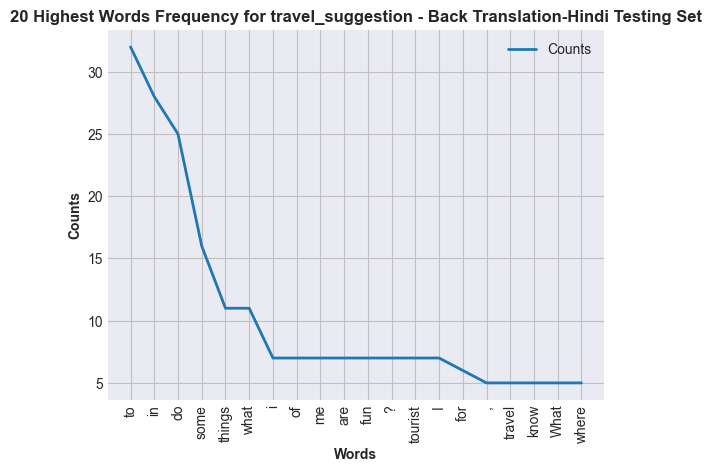 20 Highest Words Frequency for travel_suggestion - Back Translation-Hindi Testing Set
Counts
30
25
20
15
10
5
Counts
to
in
do
some
things
what
i
of
me
are
fun
?
tourist
I
for
,
travel
know
What
where
Words